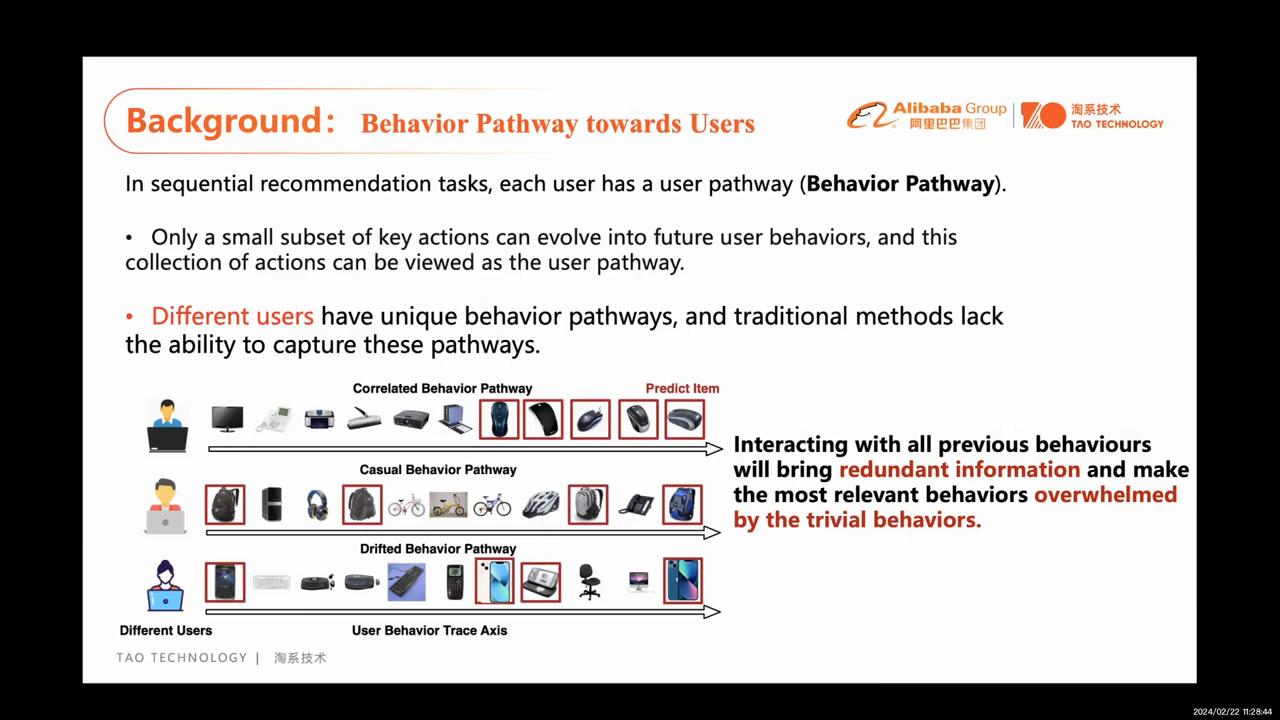 Background： Behavior Pathway towards Users
Alibaba Group
阿里巴巴集团
淘系技术
TAO TECHNOLOGY
In sequential recommendation tasks, each user has a user pathway (Behavior Pathway).
• Only a small subset of key actions can evolve into future user behaviors, and this
collection of actions can be viewed as the user pathway.
• Different users have unique behavior pathways, and traditional methods lack
the ability to capture these pathways.
Correlated Behavior Pathway
Predict Item
Casual Behavior Pathway
Drifted Behavior Pathway
Different Users
User Behavior Trace Axis
Interacting with all previous behaviours
will bring redundant information and make
the most relevant behaviors overwhelmed
by the trivial behaviors.
TAO TECHNOLOGY | 淘系技术
2024/02/22 11:28:44